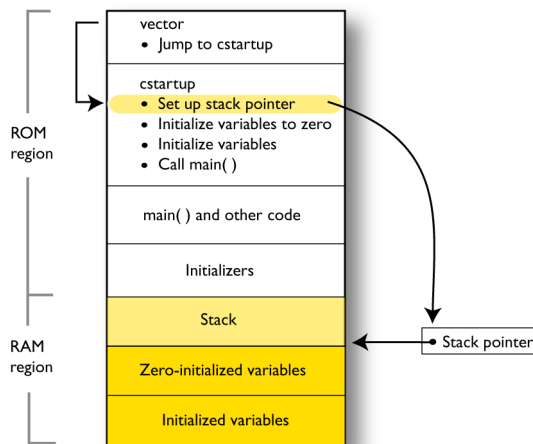 vector
• Jump to cstartup
cstartup
• Set up stack pointer
• Initialize variables to zero
• Initialize variables
• Call main( )
ROM
region
main( ) and other code
Initializers
Stack
RAM
region
Stack pointer
Zero-initialized variables
Initialized variables